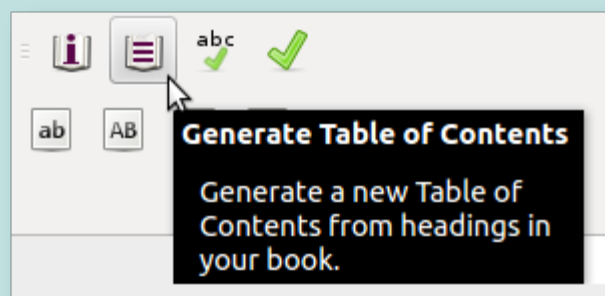 abc
ab AB
Generate Table of Contents
Generate a new Table of
Contents from headings in
your book.